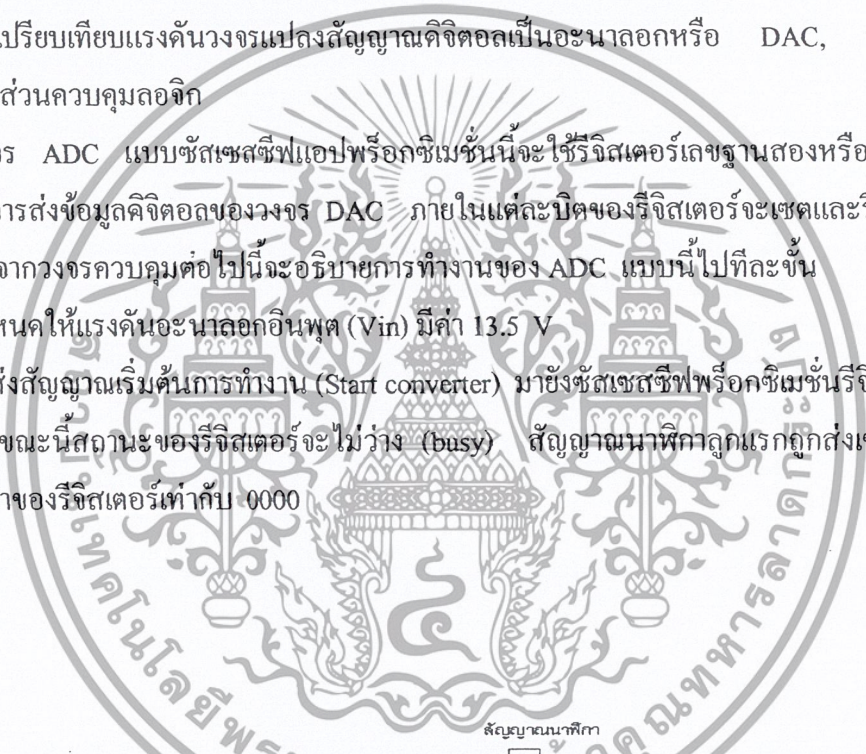 เปรียบเทียบแรงดันวงจรแปลงสัญญาณดิจิตอลเป็นอะนาลอกหรือ DAC,
ส่วนควบคุมลอจิก
ร ADC แบบซัสเซสซีฟแอปพร็อกซิเมชั่นนี้จะใช้รีจิสเตอร์เลขฐานสองหรือ
ารส่งข้อมูลดิจิตอลของวงจร DAC ภายในแต่ละบิตของรีจิสเตอร์จะเซตและรี
จากวงจรควบคุมต่อไปนี้จะอธิบายการทำงานของ ADC แบบนี้ไปทีละขั้น
หนดให้แรงดันอะนาลอกอินพุต (Vin) มีค่า 13.5 V
ส่งสัญญาณเริ่มต้นการทำงาน (Start converter) มายังซัสเซสซีฟพร็อกซิเมชั่นรีจิ
ขณะนี้สถานะของรีจิสเตอร์จะไม่ว่าง (busy) สัญญาณนาฬิกาลูกแรกถูกส่งเข
าของรีจิสเตอร์เท่ากับ 0000
สัญญาณนาฬิกา